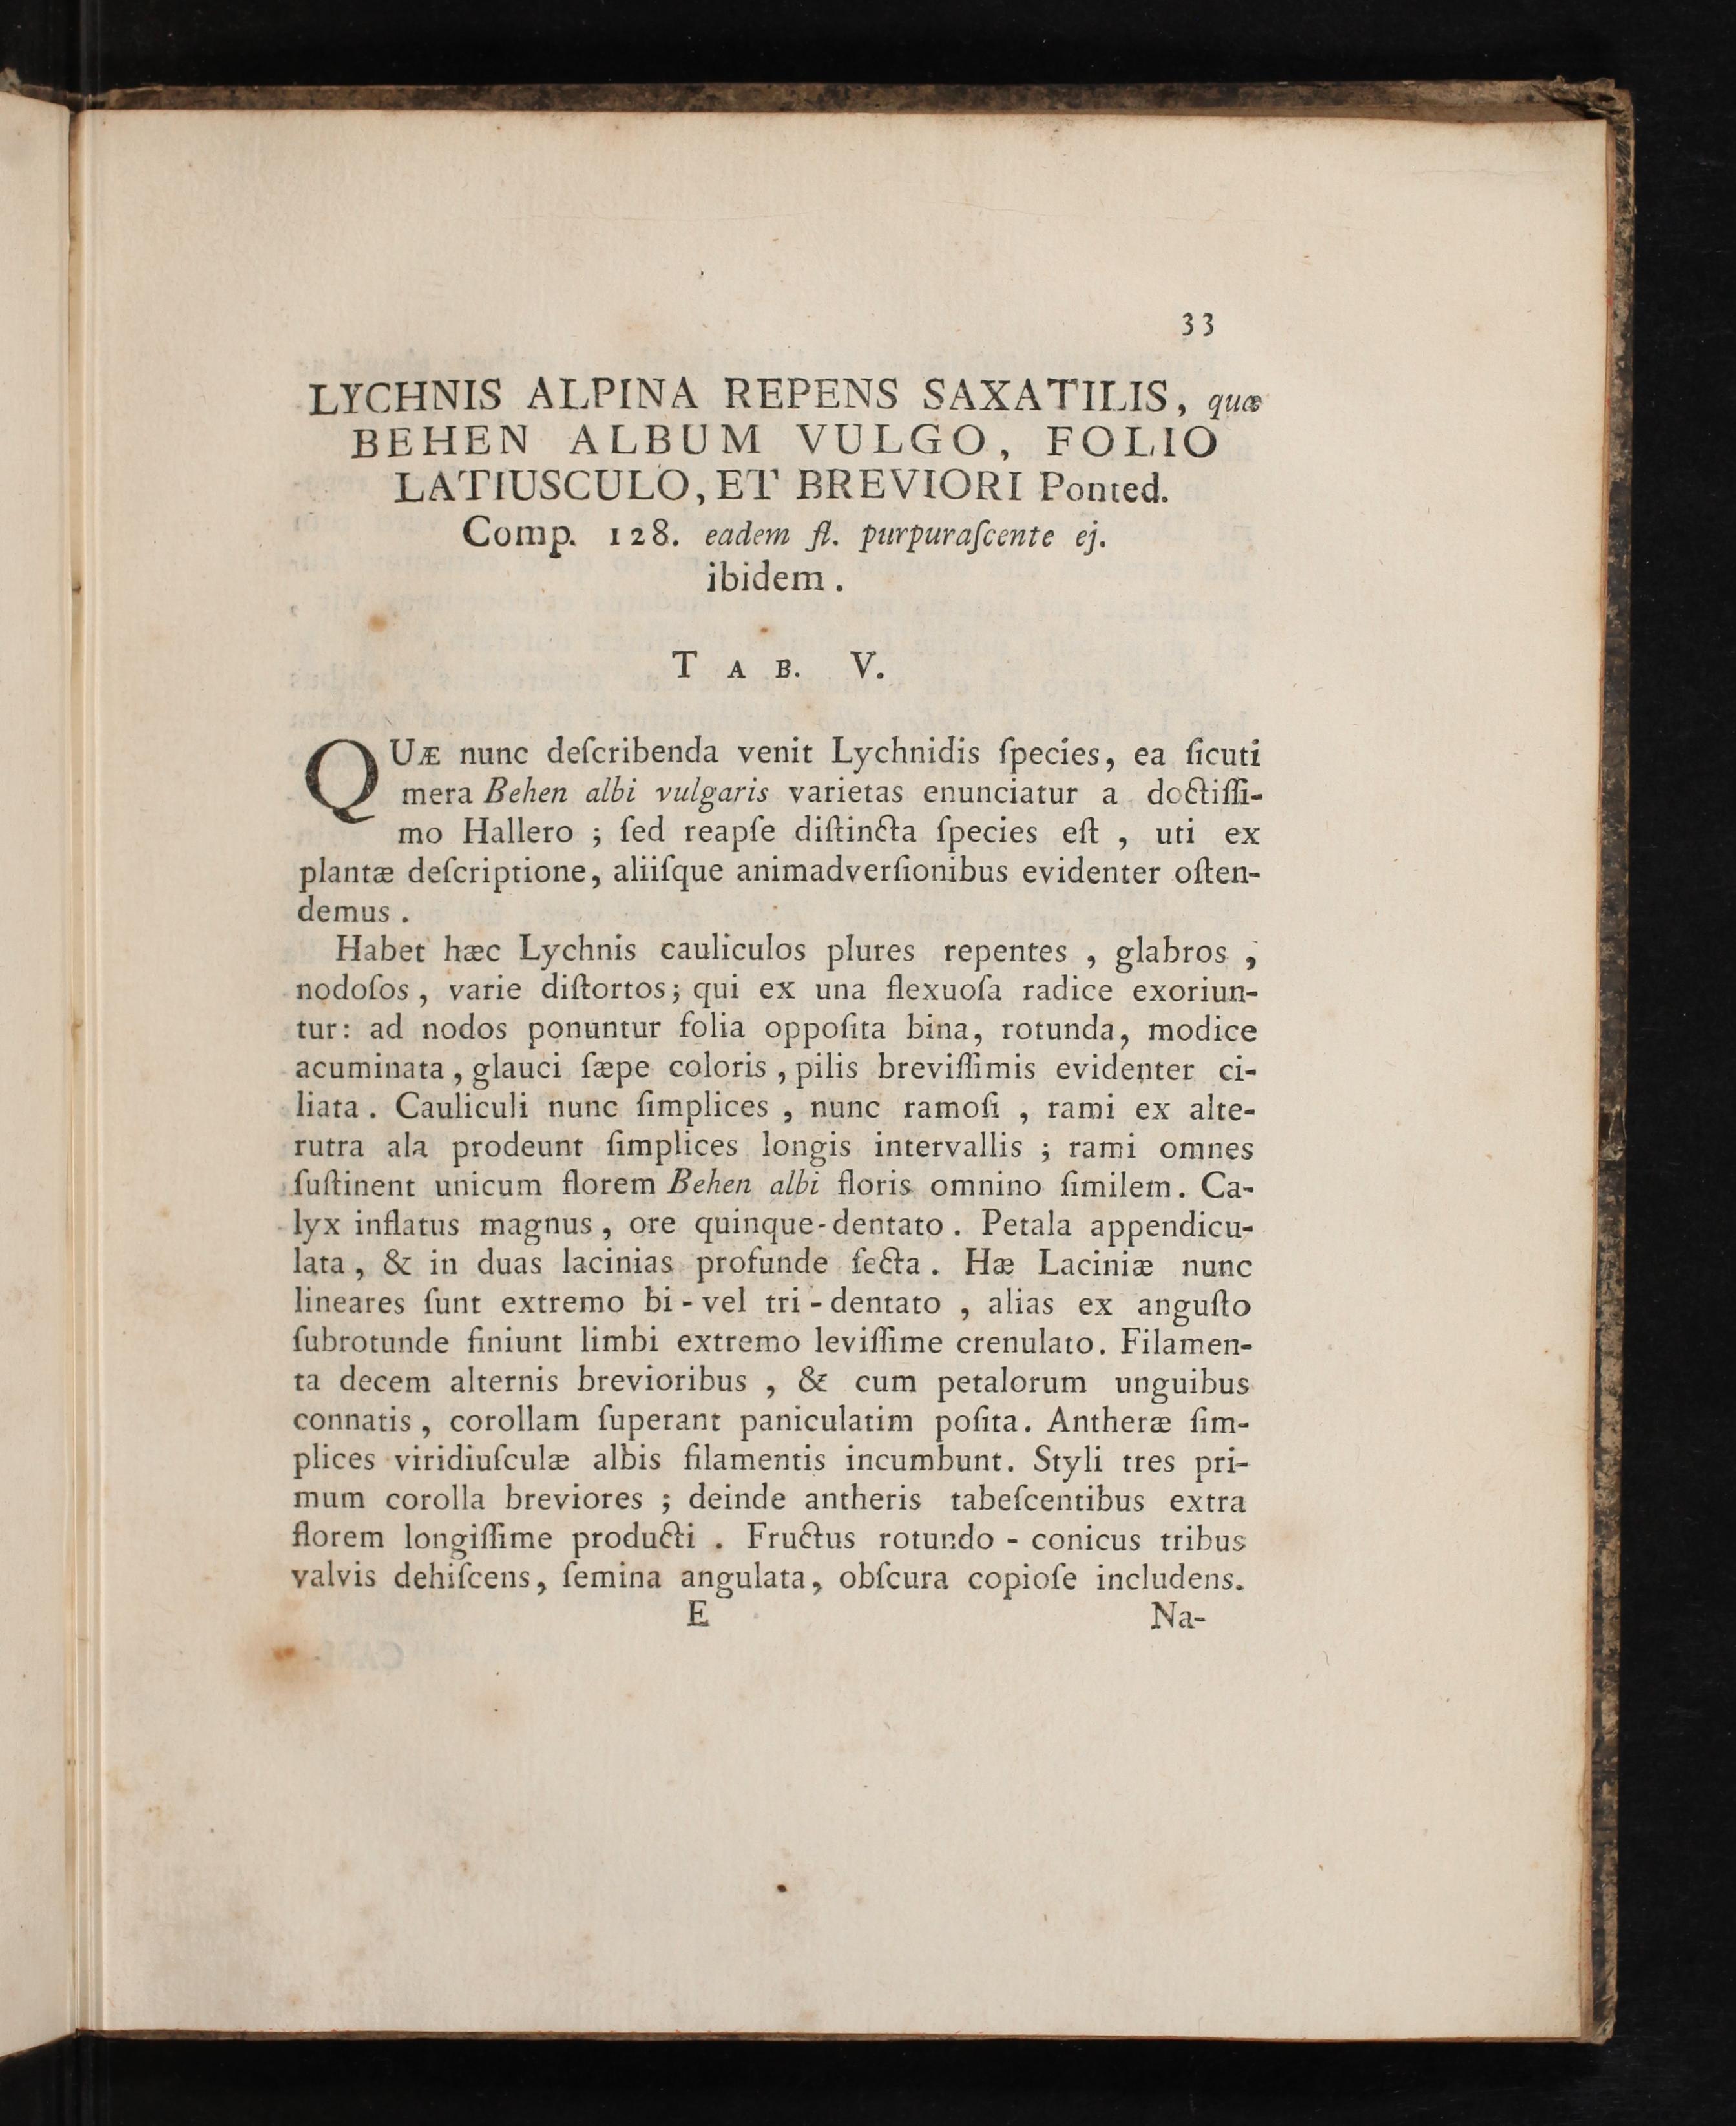 33
LYCHNIS ALPINA REPENS SAXATILIS, quæ
BEHEN ALBUM VULGO, FOLIO
LATIUSCULO, ET BREVIORI Ponted.
Comp. 128. eadem fl. purpuraſcente ej.
ibidem .
TAB. V.
QUÆ nunc deſcribenda venit Lychnidis ſpecies, ea ſicuti
mera Behen albi vulgaris varietas enunciatur a doctiſſi-
mo Hallero ; ſed reapſe diſtincta ſpecies eſt , uti ex
plantæ deſcriptione, aliiſque animadverſionibus evidenter oſten-
demus .
Habet hæc Lychnis cauliculos plures repentes , glabros ,
nodoſos , varie diſtortos; qui ex una flexuoſa radice exoriun-
tur: ad nodos ponuntur folia oppoſita bina, rotunda, modice
acuminata , glauci ſæpe coloris , pilis breviſſimis evidenter ci-
liata . Cauliculi nunc ſimplices , nunc ramoſi , rami ex alte-
rutra ala prodeunt ſimplices longis intervallis ; rami omnes
ſuſtinent unicum florem Behen albi floris omnino ſimilem. Ca-
lyx inflatus magnus , ore quinque-dentato . Petala appendicu-
lata , & in duas lacinias profunde ſecta . Hæ Laciniæ nunc
lineares ſunt extremo bi - vel tri - dentato , alias ex anguſto
ſubrotunde finiunt limbi extremo leviſſime crenulato. Filamen-
ta decem alternis brevioribus , & cum petalorum unguibus
connatis , corollam ſuperant paniculatim poſita. Antheræ ſim-
plices viridiuſculæ albis filamentis incumbunt. Styli tres pri-
mum corolla breviores ; deinde antheris tabeſcentibus extra
florem longiſſime producti . Fructus rotundo - conicus tribus
valvis dehiſcens, ſemina angulata, obſcura copioſe includens.
E Na-